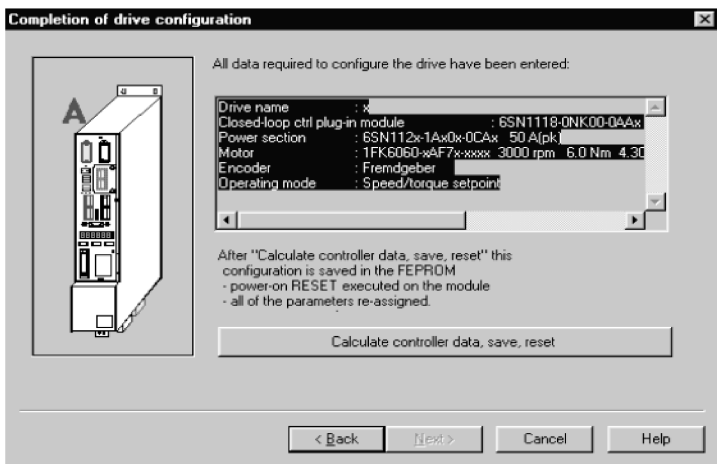 Completion of drive configuration
All data required to configure the drive have been entered:
A
Drive name : x
Closed-loop ctrl plug-in module : 6SN1118-0NK00-0AAx
Power section : 6SN112x-1Ax0x-0CAx 50 A(pk)
Motor : 1FK6060-xAF7x-xxxx 3000 rpm 6.0 Nm 4.30
Encoder : Fremdgeber
Operating mode : Speed/torque setpoint
After "Calculate controller data, save, reset" this
configuration is saved in the FEPROM
- power-on RESET executed on the module
- all of the parameters re-assigned.
Calculate controller data, save, reset
< Back Next > Cancel Help